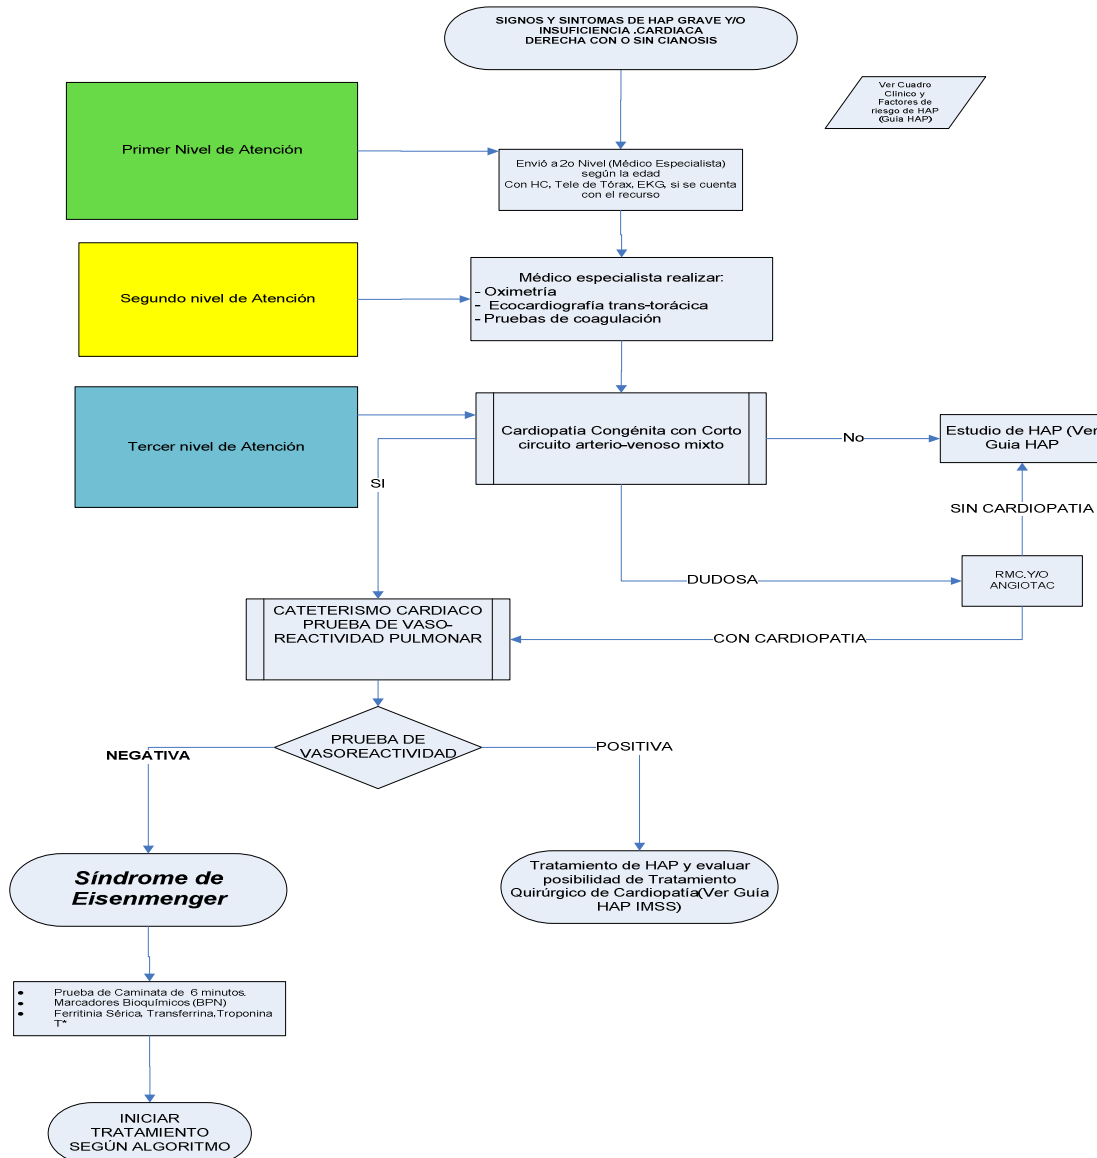 SIGNOS Y SINTOMAS DE HAP GRAVE Y/O
INSUFICIENCIA .CARDIACA
DERECHA CON O SIN CIANOSIS
Ver Cuadro
Clínico y
Factores de
riesgo de HAP
(Guía HAP)
Primer Nivel de Atención
Envió a 2o Nivel (Médico Especialista)
según la edad
Con HC, Tele de Tórax, EKG, si se cuenta
con el recurso
Segundo nivel de Atención
Médico especialista realizar:
- Oximetría
- Ecocardiografía trans-torácica
- Pruebas de coagulación
Tercer nivel de Atención
Cardiopatía Congénita con Corto
circuito arterio-venoso mixto
No
Estudio de HAP (Ver
Guia HAP
SI
SIN CARDIOPATIA
DUDOSA
RMC.Y/O
ANGIOTAC
CATETERISMO CARDIACO
PRUEBA DE VASO-
REACTIVIDAD PULMONAR
CON CARDIOPATIA
PRUEBA DE
VASOREACTIVIDAD
NEGATIVA
POSITIVA
Síndrome de
Eisenmenger
Tratamiento de HAP y evaluar
posibilidad de Tratamiento
Quirúrgico de Cardiopatía(Ver Guía
HAP IMSS)
• Prueba de Caminata de 6 minutos.
• Marcadores Bioquímicos (BPN)
• Ferritinia Sérica, Transferrina,Troponina
T*
INICIAR
TRATAMIENTO
SEGÚN ALGORITMO